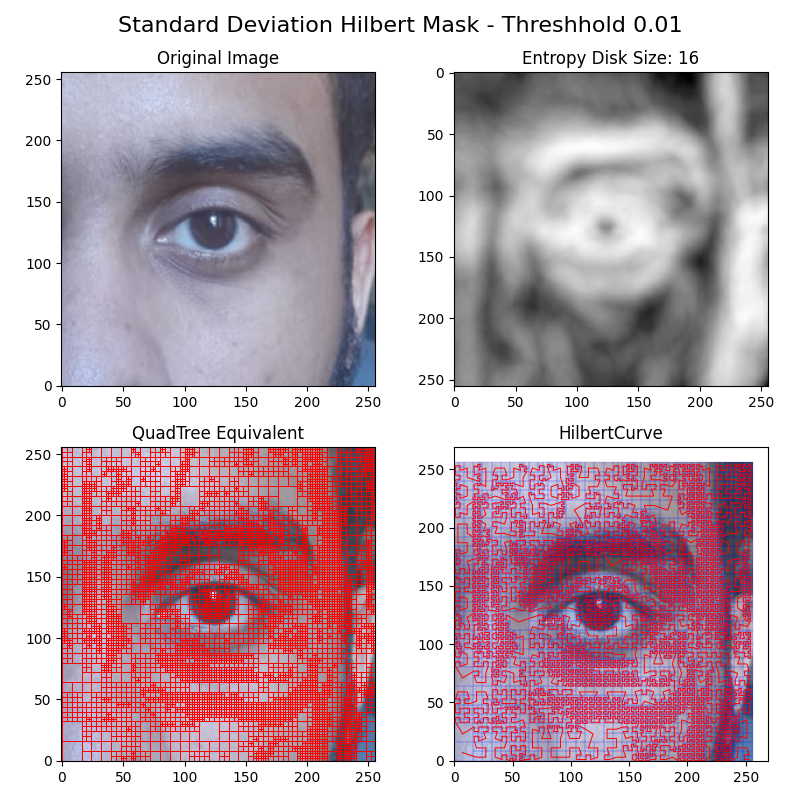 Standard Deviation Hilbert Mask - Threshhold 0.01
Original Image
Entropy Disk Size: 16
250
200
150
100
50
0
0 50 100 150 200 250
0
50
100
150
200
250
0 50 100 150 200 250
QuadTree Equivalent
HilbertCurve
250
200
150
100
50
0
0 50 100 150 200 250
250
200
150
100
50
0
0 50 100 150 200 250